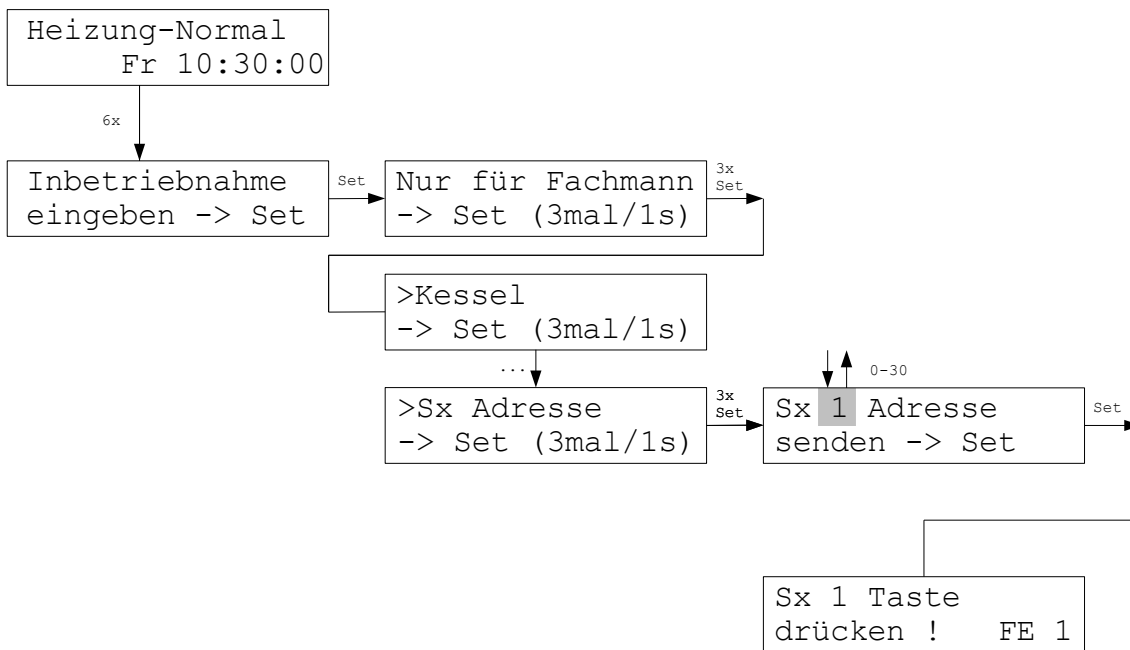 Heizung-Normal
Fr 10:30:00
6x
Inbetriebnahme
eingeben -> Set
Set
Nur für Fachmann
-> Set (3mal/1s)
3x
Set
>Kessel
-> Set (3mal/1s)
...
>Sx Adresse
-> Set (3mal/1s)
3x
Set
0-30
Sx 1 Adresse
senden -> Set
Set
Sx 1 Taste
drücken ! FE 1